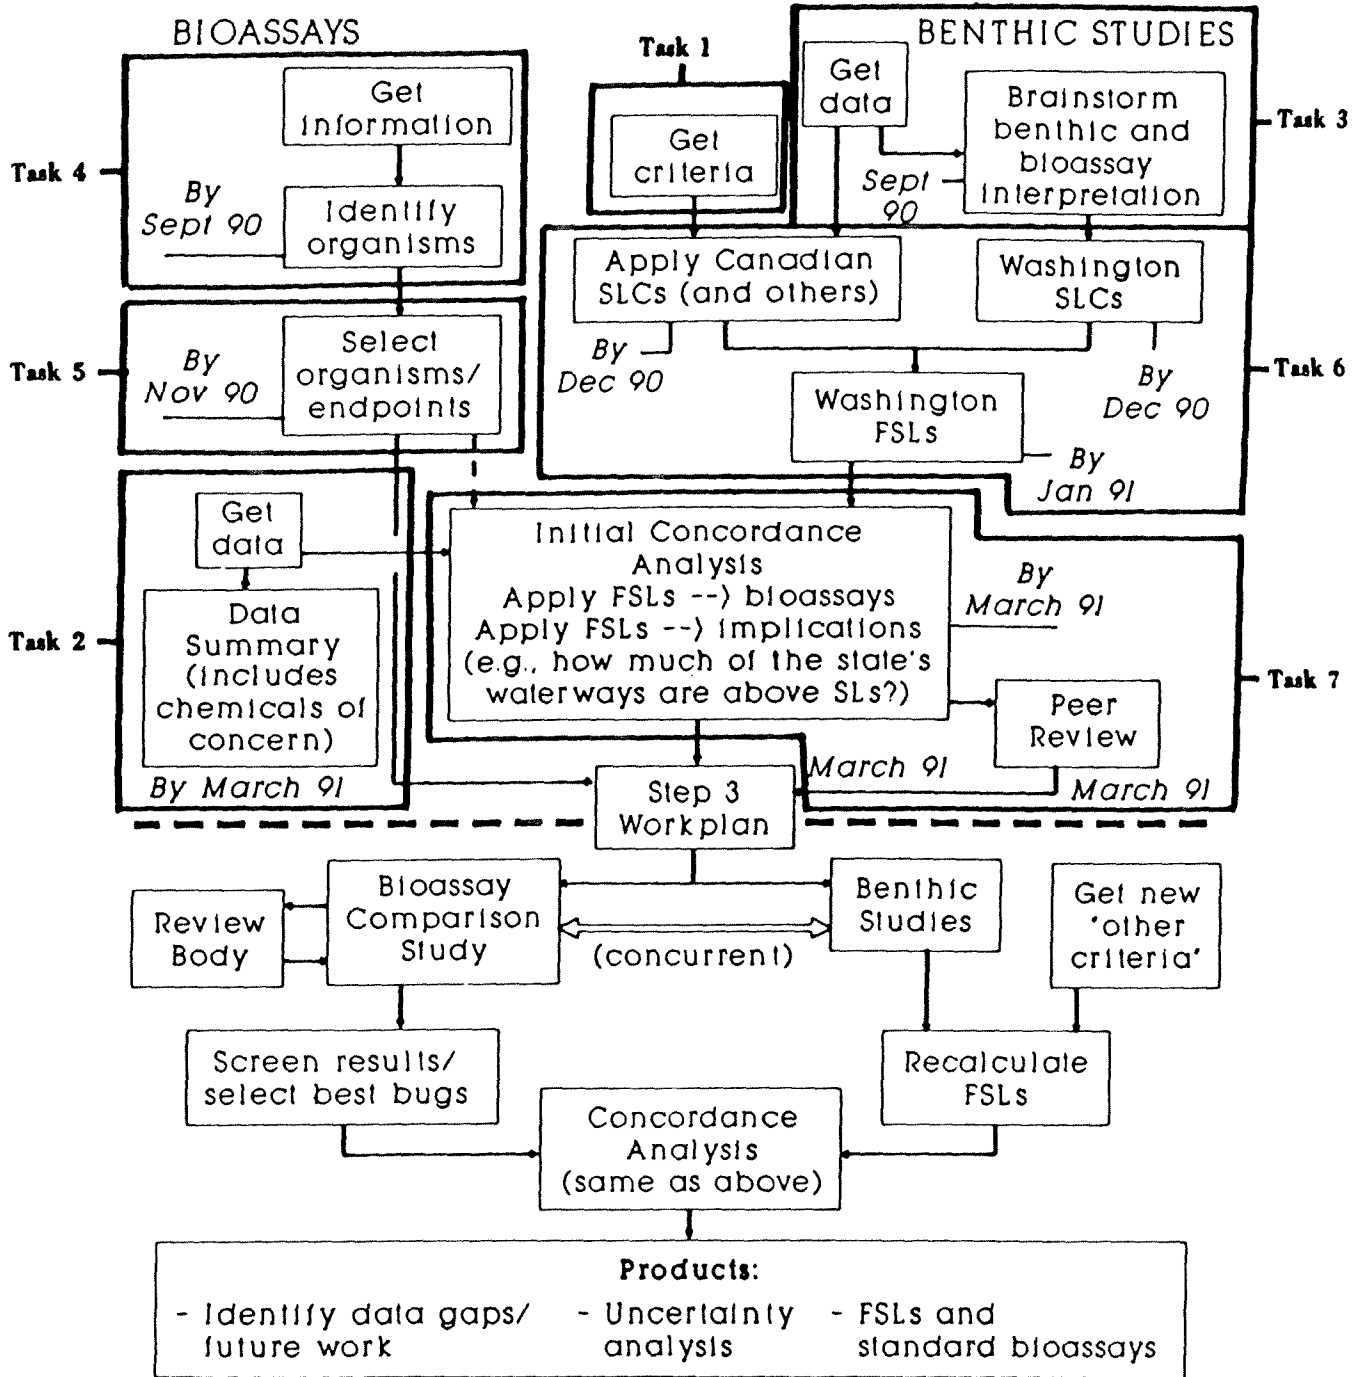 BIOASSAYS
Task 1
BENTHIC STUDIES
Get
information
Get
data
Brainstorm
benthic and
bioassay
interpretation
Task 3
Get
criteria
Task 4
By
Sept 90
Identify
organisms
Sept
90
Apply Canadian
SLCs (and others)
Washington
SLCs
Task 5
By
Nov 90
Select
organisms/
endpoints
By
Dec 90
Washington
FSLs
By
Dec 90
Task 6
By
Jan 91
Get
data
Initial Concordance
Analysis
Apply FSLs --> bioassays
Apply FSLs --> implications
(e.g., how much of the state's
waterways are above SLs?)
By
March 91
Task 2
Data
Summary
(includes
chemicals of
concern)
By March 91
Peer
Review
Task 7
March 91
March 91
Step 3
Workplan
Review
Body
Bioassay
Comparison
Study
(concurrent)
Benthic
Studies
Get new
'other
criteria'
Screen results/
select best bugs
Recalculate
FSLs
Concordance
Analysis
(same as above)
Products:
- Identify data gaps/
future work
- Uncertainty
analysis
- FSLs and
standard bioassays